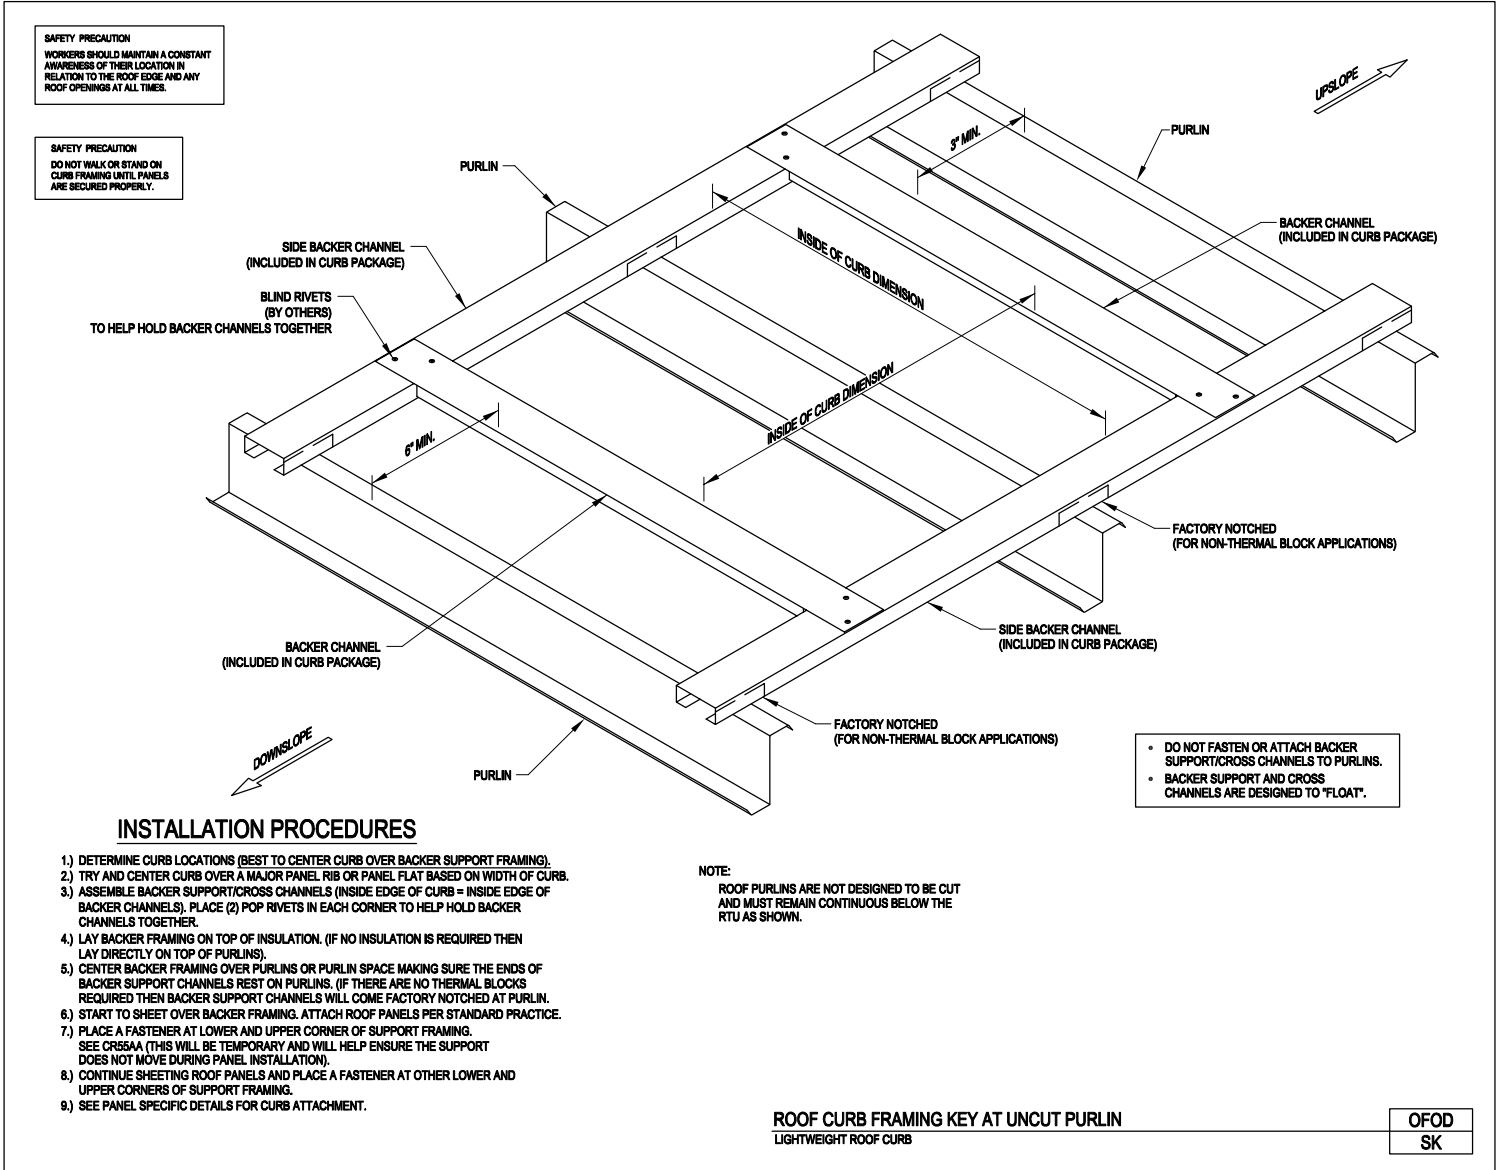 SAFETY PRECAUTION
WORKERS SHOULD MAINTAIN A CONSTANT
AWARENESS OF THEIR LOCATION IN
RELATION TO THE ROOF EDGE AND ANY
ROOF OPENINGS AT ALL TIMES.
SAFETY PRECAUTION
DO NOT WALK OR STAND ON
CURB FRAMING UNTIL PANELS
ARE SECURED PROPERLY.
UPSLOPE
PURLIN
3" MIN.
PURLIN
BACKER CHANNEL
(INCLUDED IN CURB PACKAGE)
SIDE BACKER CHANNEL
(INCLUDED IN CURB PACKAGE)
INSIDE OF CURB DIMENSION
BLIND RIVETS
(BY OTHERS)
TO HELP HOLD BACKER CHANNELS TOGETHER
INSIDE OF CURB DIMENSION
6" MIN.
FACTORY NOTCHED
(FOR NON-THERMAL BLOCK APPLICATIONS)
SIDE BACKER CHANNEL
(INCLUDED IN CURB PACKAGE)
BACKER CHANNEL
(INCLUDED IN CURB PACKAGE)
FACTORY NOTCHED
(FOR NON-THERMAL BLOCK APPLICATIONS)
DOWNSLOPE
PURLIN
• DO NOT FASTEN OR ATTACH BACKER
SUPPORT/CROSS CHANNELS TO PURLINS.
• BACKER SUPPORT AND CROSS
CHANNELS ARE DESIGNED TO "FLOAT".
INSTALLATION PROCEDURES
1.) DETERMINE CURB LOCATIONS (BEST TO CENTER CURB OVER BACKER SUPPORT FRAMING).
2.) TRY AND CENTER CURB OVER A MAJOR PANEL RIB OR PANEL FLAT BASED ON WIDTH OF CURB.
3.) ASSEMBLE BACKER SUPPORT/CROSS CHANNELS (INSIDE EDGE OF CURB = INSIDE EDGE OF
BACKER CHANNELS). PLACE (2) POP RIVETS IN EACH CORNER TO HELP HOLD BACKER
CHANNELS TOGETHER.
4.) LAY BACKER FRAMING ON TOP OF INSULATION. (IF NO INSULATION IS REQUIRED THEN
LAY DIRECTLY ON TOP OF PURLINS).
5.) CENTER BACKER FRAMING OVER PURLINS OR PURLIN SPACE MAKING SURE THE ENDS OF
BACKER SUPPORT CHANNELS REST ON PURLINS. (IF THERE ARE NO THERMAL BLOCKS
REQUIRED THEN BACKER SUPPORT CHANNELS WILL COME FACTORY NOTCHED AT PURLIN.
6.) START TO SHEET OVER BACKER FRAMING. ATTACH ROOF PANELS PER STANDARD PRACTICE.
7.) PLACE A FASTENER AT LOWER AND UPPER CORNER OF SUPPORT FRAMING.
SEE CR55AA (THIS WILL BE TEMPORARY AND WILL HELP ENSURE THE SUPPORT
DOES NOT MOVE DURING PANEL INSTALLATION).
8.) CONTINUE SHEETING ROOF PANELS AND PLACE A FASTENER AT OTHER LOWER AND
UPPER CORNERS OF SUPPORT FRAMING.
9.) SEE PANEL SPECIFIC DETAILS FOR CURB ATTACHMENT.
NOTE:
ROOF PURLINS ARE NOT DESIGNED TO BE CUT
AND MUST REMAIN CONTINUOUS BELOW THE
RTU AS SHOWN.
ROOF CURB FRAMING KEY AT UNCUT PURLIN
LIGHTWEIGHT ROOF CURB
OFOD
SK